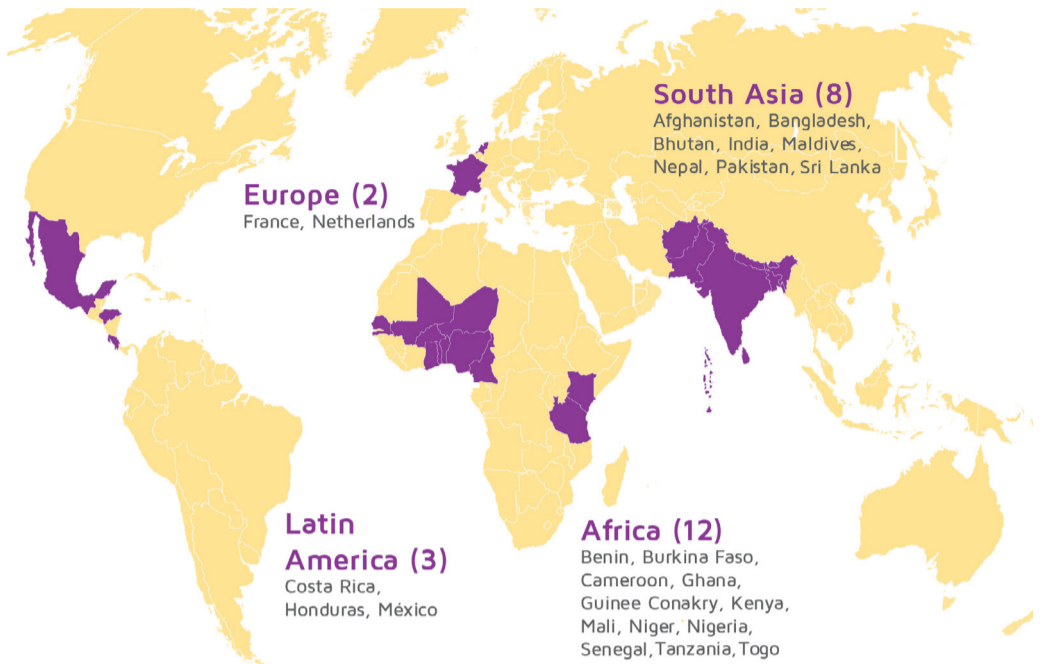 South Asia (8)
Afghanistan, Bangladesh,
Bhutan, India, Maldives,
Nepal, Pakistan, Sri Lanka
Europe (2)
France, Netherlands
Latin
America (3)
Costa Rica,
Honduras, México
Africa (12)
Benin, Burkina Faso,
Cameroon, Ghana,
Guinee Conakry, Kenya,
Mali, Niger, Nigeria,
Senegal,Tanzania,Togo